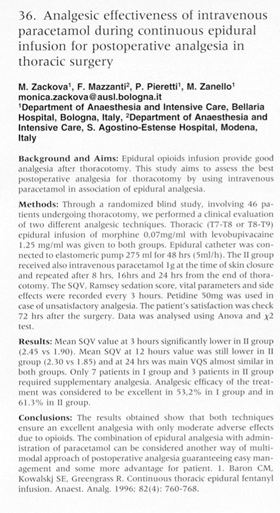 36. Analgesic effectiveness of intravenous
paracetamol during continuous epidural
infusion for postoperative analgesia in
thoracic surgery
M. Zackova¹, F. Mazzanti², P. Pieretti¹, M. Zanello¹
monica.zackova@ausl.bologna.it
¹Department of Anaesthesia and Intensive Care, Bellaria
Hospital, Bologna, Italy, ²Department of Anaesthesia and
Intensive Care, S. Agostino-Estense Hospital, Modena,
Italy
Background and Aims: Epidural opioids infusion provide good
analgesia after thoracotomy. This study aims to assess the best
postoperative analgesia for thoracotomy by using intravenous
paracetamol in association of epidural analgesia.
Methods: Through a randomized blind study, involving 46 pa-
tients undergoing thoracotomy, we performed a clinical evaluation
of two different analgesic techniques. Thoracic (T7-T8 or T8-T9)
epidural infusion of morphine 0,07mg/ml with levobupivacaine
1.25 mg/ml was given to both groups. Epidural catheter was con-
nected to elastomeric pump 275 ml for 48 hrs (5ml/h). The II group
received also intravenous paracetamol 1g at the time of skin closure
and repeated after 8 hrs, 16hrs and 24 hrs from the end of thora-
cotomy. The SQV, Ramsey sedation score, vital parameters and side
effects were recorded every 3 hours. Petidine 50mg was used in
case of unsatisfactory analgesia. The patient's satisfaction was check
72 hrs after the surgery. Data was analysed using Anova and χ2
test.
Results: Mean SQV value at 3 hours significantly lower in II group
(2.45 vs 1.90). Mean SQV at 12 hours value was still lower in II
group (2.30 vs 1.85) and at 24 hrs was main VQS almost similar in
both groups. Only 7 patients in I group and 3 patients in II group
required supplementary analgesia. Analgesic efficacy of the treat-
ment was considered to be excellent in 53,2% in I group and in
61.3% in II group.
Conclusions: The results obtained show that both techniques
ensure an excellent analgesia with only moderate adverse effects
due to opioids. The combination of epidural analgesia with admin-
istration of paracetamol can be considered another way of multi-
modal approach of postoperative analgesia guaranteeing easy man-
agement and some more advantage for patient. 1. Baron CM,
Kowalskj SE, Greengrass R. Continuous thoracic epidural fentanyl
infusion. Anaest. Analg. 1996; 82(4): 760-768.